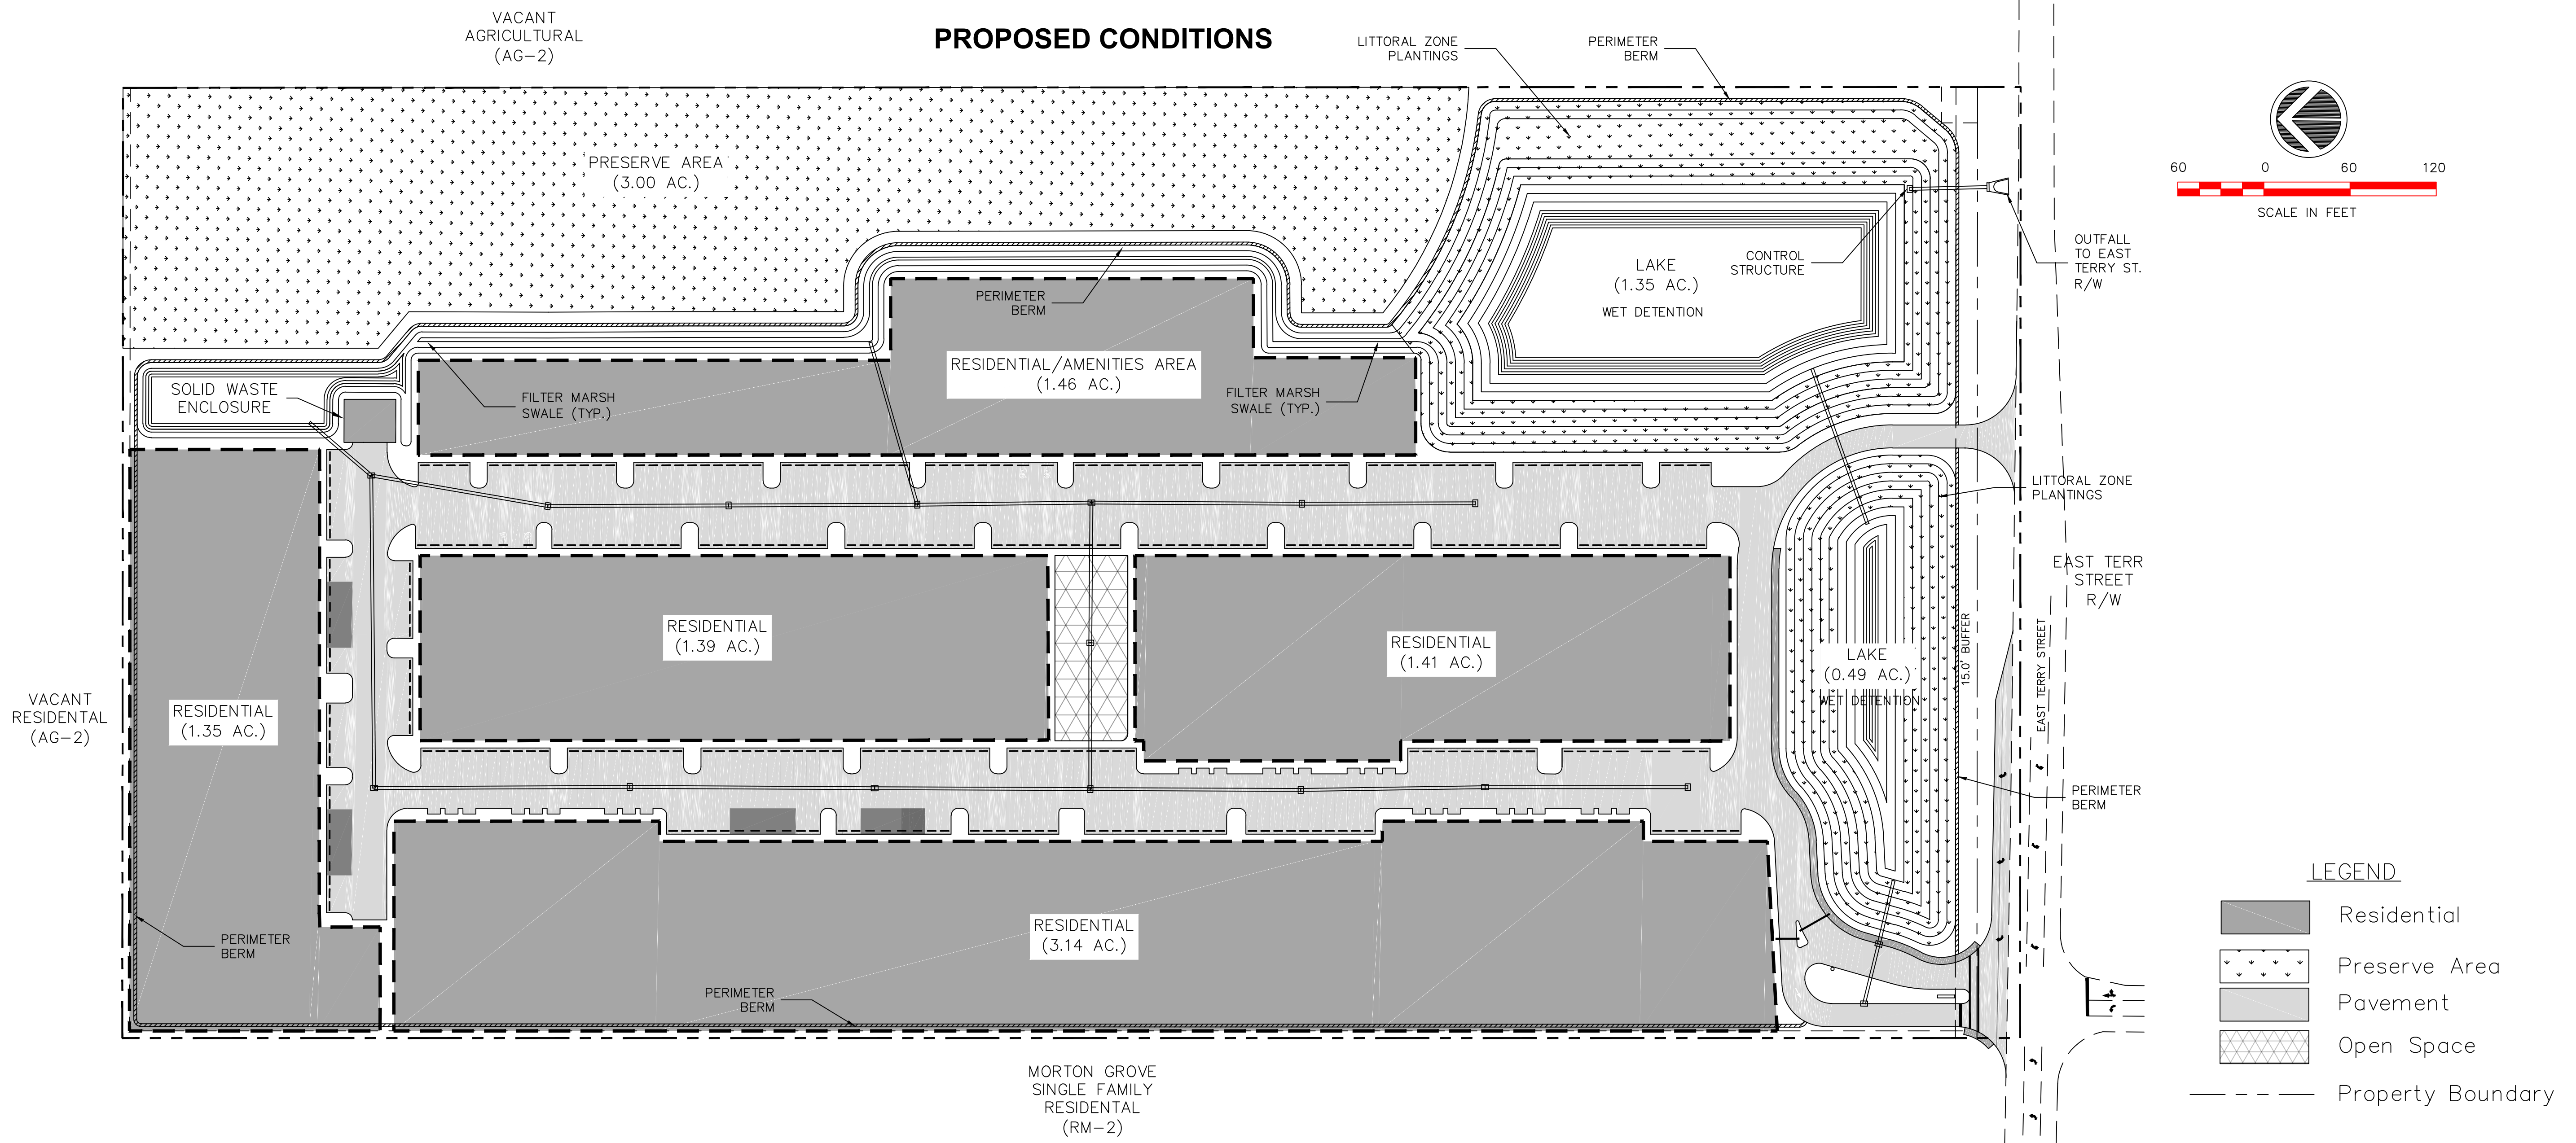 PROPOSED CONDITIONS
VACANT
AGRICULTURAL
(AG-2)
LITTORAL ZONE
PLANTINGS
PERIMETER
BERM
60 0 60 120
SCALE IN FEET
PRESERVE AREA
(3.00 AC.)
OUTFALL
TO EAST
TERRY ST.
R/W
CONTROL
STRUCTURE
LAKE
(1.35 AC.)
WET DETENTION
PERIMETER
BERM
RESIDENTIAL/AMENITIES AREA
(1.46 AC.)
SOLID WASTE
ENCLOSURE
FILTER MARSH
SWALE (TYP.)
FILTER MARSH
SWALE (TYP.)
LITTORAL ZONE
PLANTINGS
EAST TERR
STREET
R/W
15.0' BUFFER
EAST TERRY STREET
RESIDENTIAL
(1.39 AC.)
RESIDENTIAL
(1.41 AC.)
LAKE
(0.49 AC.)
WET DETENTION
VACANT
RESIDENTAL
(AG-2)
RESIDENTIAL
(1.35 AC.)
PERIMETER
BERM
RESIDENTIAL
(3.14 AC.)
PERIMETER
BERM
PERIMETER
BERM
MORTON GROVE
SINGLE FAMILY
RESIDENTAL
(RM-2)
LEGEND
Residential
Preserve Area
Pavement
Open Space
Property Boundary